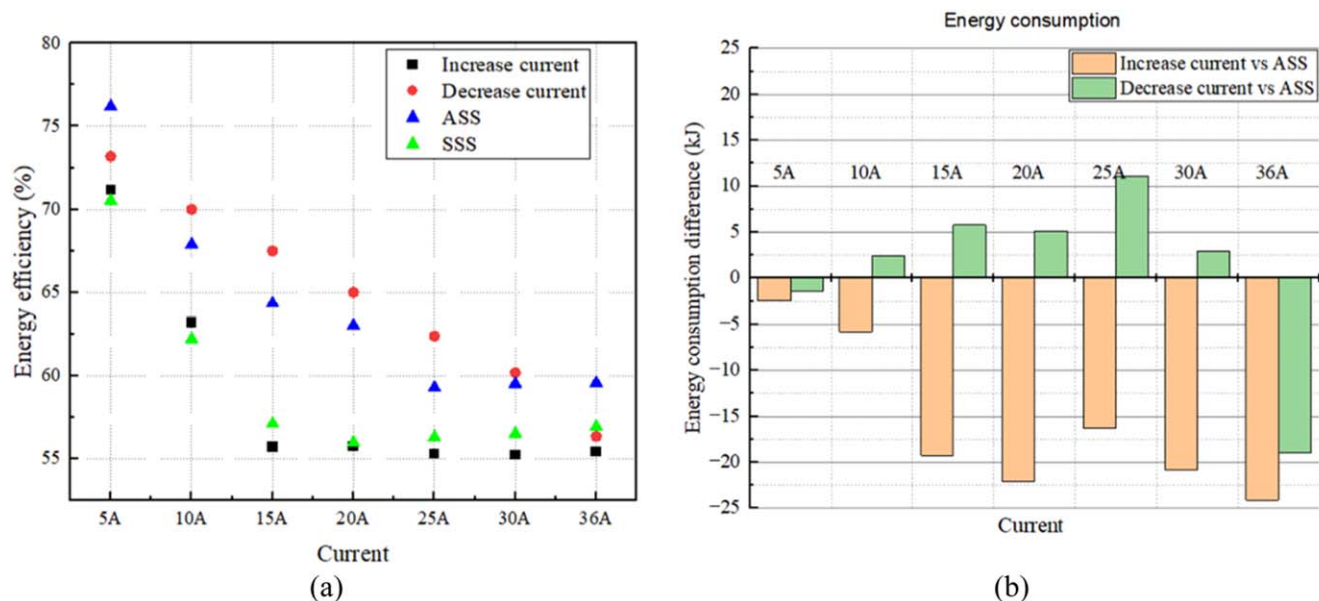 80
75
70
65
60
55
Energy efficiency (%)
Increase current
Decrease current
ASS
SSS
5A 10A 15A 20A 25A 30A 36A
Current
(a)
Energy consumption
25
20
15
10
5
0
−5
−10
−15
−20
−25
Energy consumption difference (kJ)
Increase current vs ASS
Decrease current vs ASS
5A 10A 15A 20A 25A 30A 36A
Current
(b)